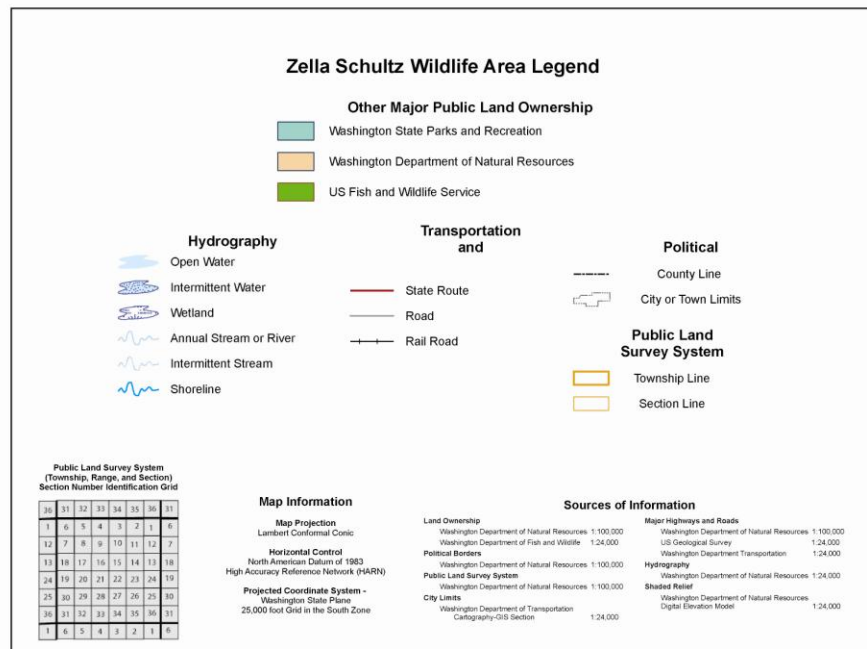 Zella Schultz Wildlife Area Legend
Other Major Public Land Ownership
Washington State Parks and Recreation
Washington Department of Natural Resources
US Fish and Wildlife Service
Hydrography
Open Water
Intermittent Water
Wetland
Annual Stream or River
Intermittent Stream
Shoreline
Transportation
and
State Route
Road
Rail Road
Political
County Line
City or Town Limits
Public Land
Survey System
Township Line
Section Line
Public Land Survey System
(Township, Range, and Section)
Section Number Identification Grid
36 31 32 33 34 35 36 31
1 6 5 4 3 2 1 6
12 7 8 9 10 11 12 7
13 18 17 16 15 14 13 18
24 19 20 21 22 23 24 19
25 30 29 28 27 26 25 30
36 31 32 33 34 35 36 31
1 6 5 4 3 2 1 6
Map Information
Map Projection
Lambert Conformal Conic
Horizontal Control
North American Datum of 1983
High Accuracy Reference Network (HARN)
Projected Coordinate System -
Washington State Plane
25,000 foot Grid in the South Zone
Sources of Information
Land Ownership
Washington Department of Natural Resources 1:100,000
Washington Department of Fish and Wildlife 1:24,000
Political Borders
Washington Department of Natural Resources 1:100,000
Public Land Survey System
Washington Department of Natural Resources 1:100,000
City Limits
Washington Department of Transportation
Cartography-GIS Section 1:24,000
Major Highways and Roads
Washington Department of Natural Resources 1:100,000
US Geological Survey 1:24,000
Washington Department Transportation 1:24,000
Hydrography
Washington Department of Natural Resources 1:24,000
Shaded Relief
Washington Department of Natural Resources
Digital Elevation Model 1:24,000